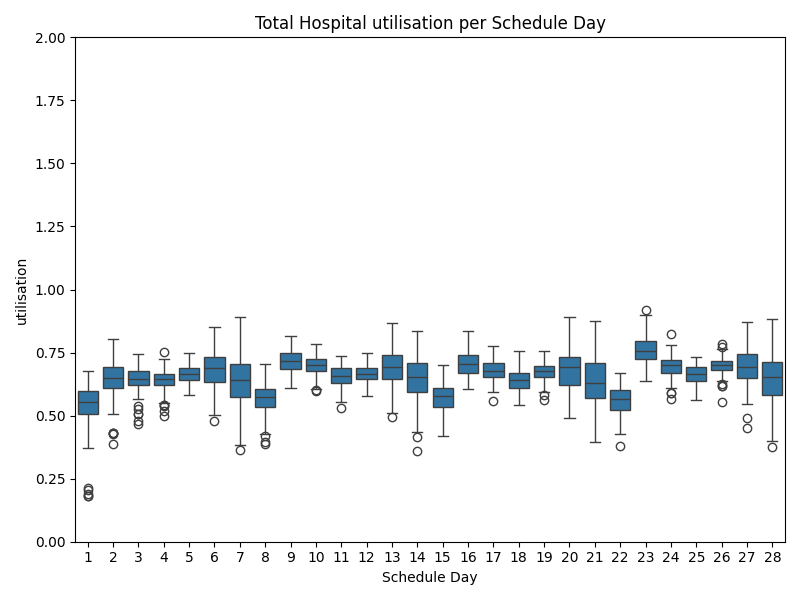 Total Hospital utilisation per Schedule Day
2.00
1.75
1.50
1.25
1.00
0.75
0.50
0.25
0.00
utilisation
1 2 3 4 5 6 7 8 9 10 11 12 13 14 15 16 17 18 19 20 21 22 23 24 25 26 27 28
Schedule Day